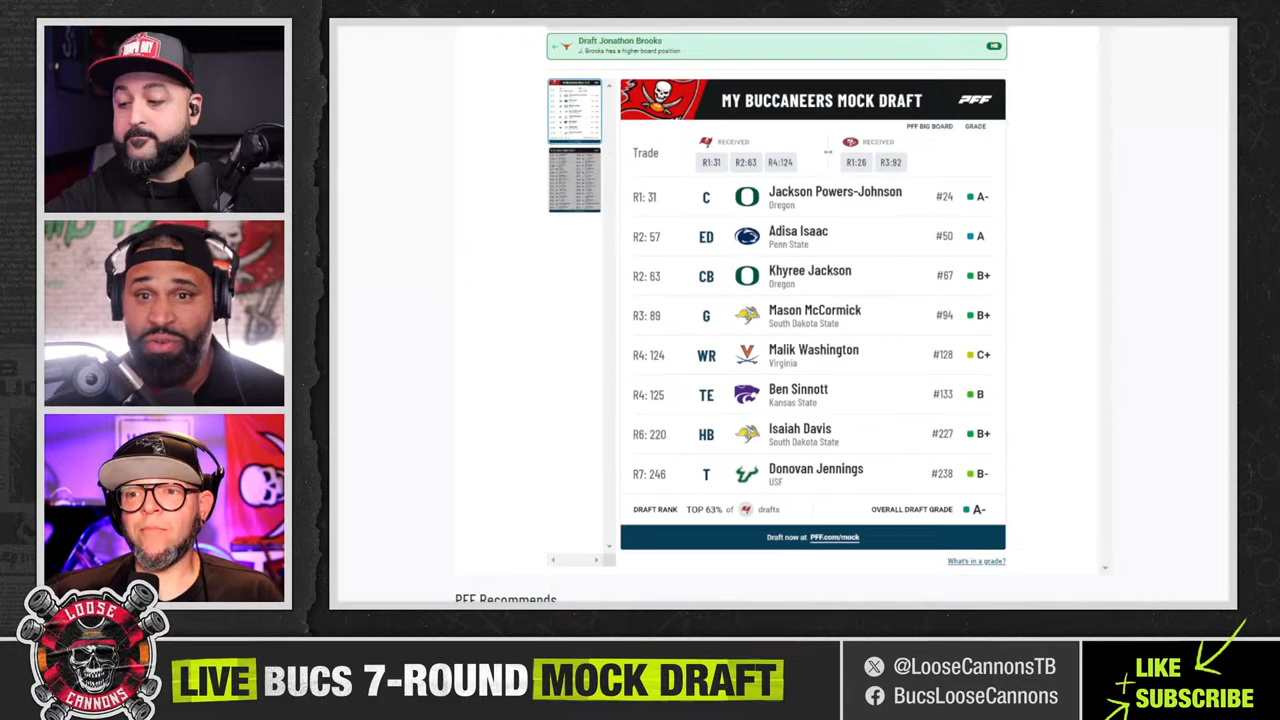 Draft Jonathon Brooks
J. Brooks has a higher board position
HB
MY BUCCANEERS MOCK DRAFT
PFF
PFF BIG BOARD GRADE
Trade
RECEIVED
R1:31 R2:63 R4:124
RECEIVED
R1:26 R3:92
R1: 31 C Jackson Powers-Johnson #24 A-
Oregon
R2: 57 ED Adisa Isaac #50 A
Penn State
R2: 63 CB Khyree Jackson #67 B+
Oregon
R3: 89 G Mason McCormick #94 B+
South Dakota State
R4: 124 WR Malik Washington #128 C+
Virginia
R4: 125 TE Ben Sinnott #133 B
Kansas State
R6: 220 HB Isaiah Davis #227 B+
South Dakota State
R7: 246 T Donovan Jennings #238 B-
USF
DRAFT RANK TOP 63% of drafts OVERALL DRAFT GRADE A-
Draft now at PFF.com/mock
What's in a grade?
PFF Recommends
LOOSE
CANNONS
LIVE BUCS 7-ROUND MOCK DRAFT
@LooseCannonsTB
BucsLooseCannons
LIKE
+ SUBSCRIBE